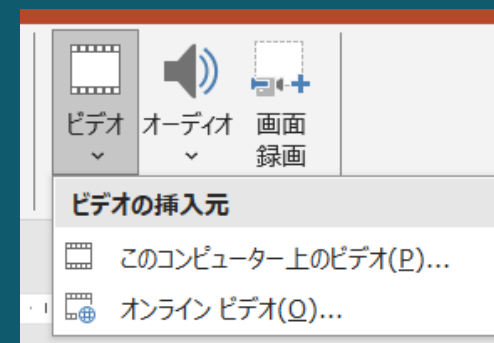 ビデオ
オーディオ
画面
録画
ビデオの挿入元
このコンピューター上のビデオ(P)...
オンライン ビデオ(O)...